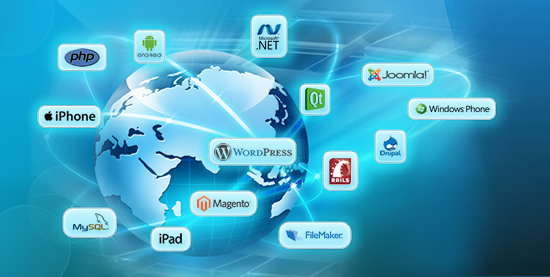 php
ANDROID
Microsoft
.NET
Qt
Joomla!
iPhone
Windows Phone
WORDPRESS
Drupal
RAILS
Magento
MySQL
iPad
FileMaker